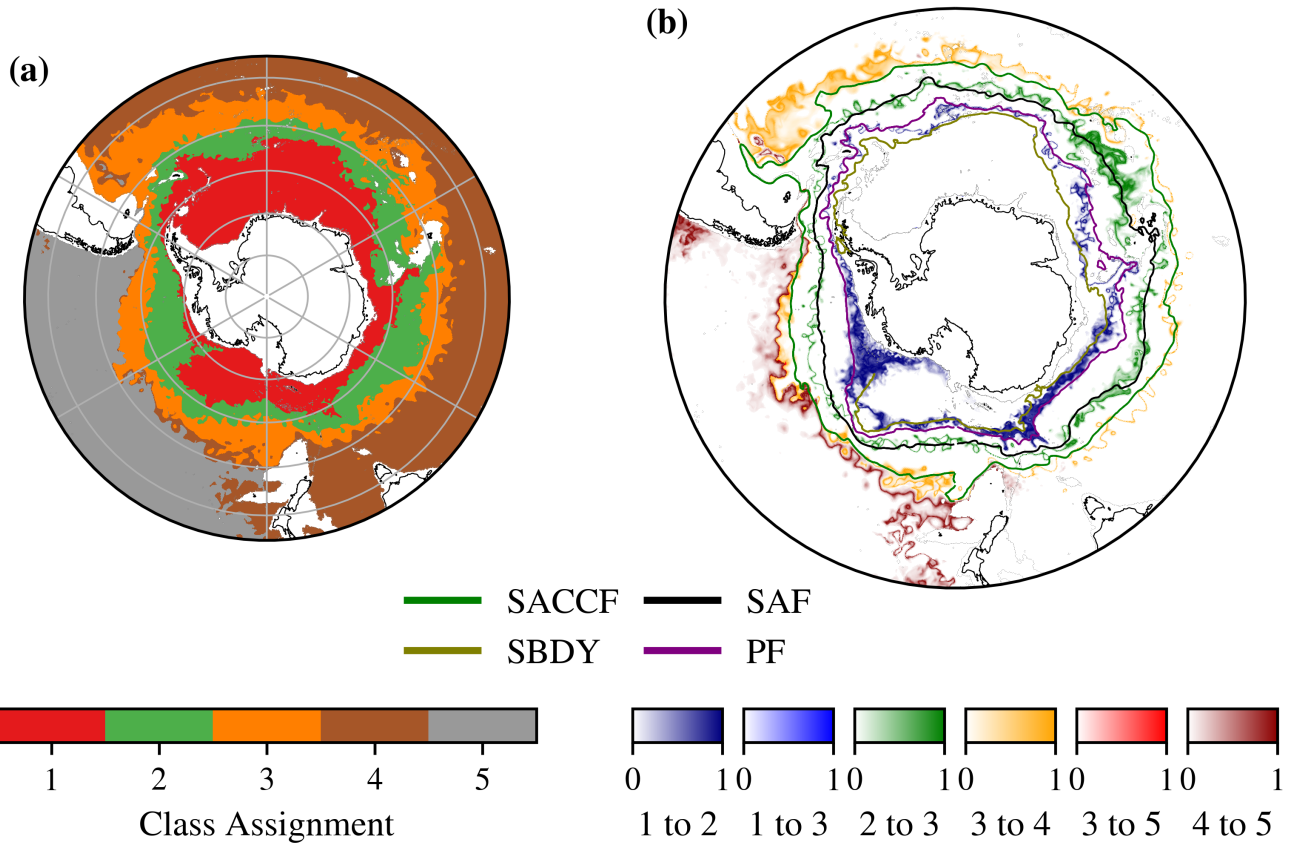 (a)
(b)
SACCF SAF
SBDY PF
1 2 3 4 5
Class Assignment
0 1 0 1 0 1 0 1 0 1 0 1
1 to 2 1 to 3 2 to 3 3 to 4 3 to 5 4 to 5